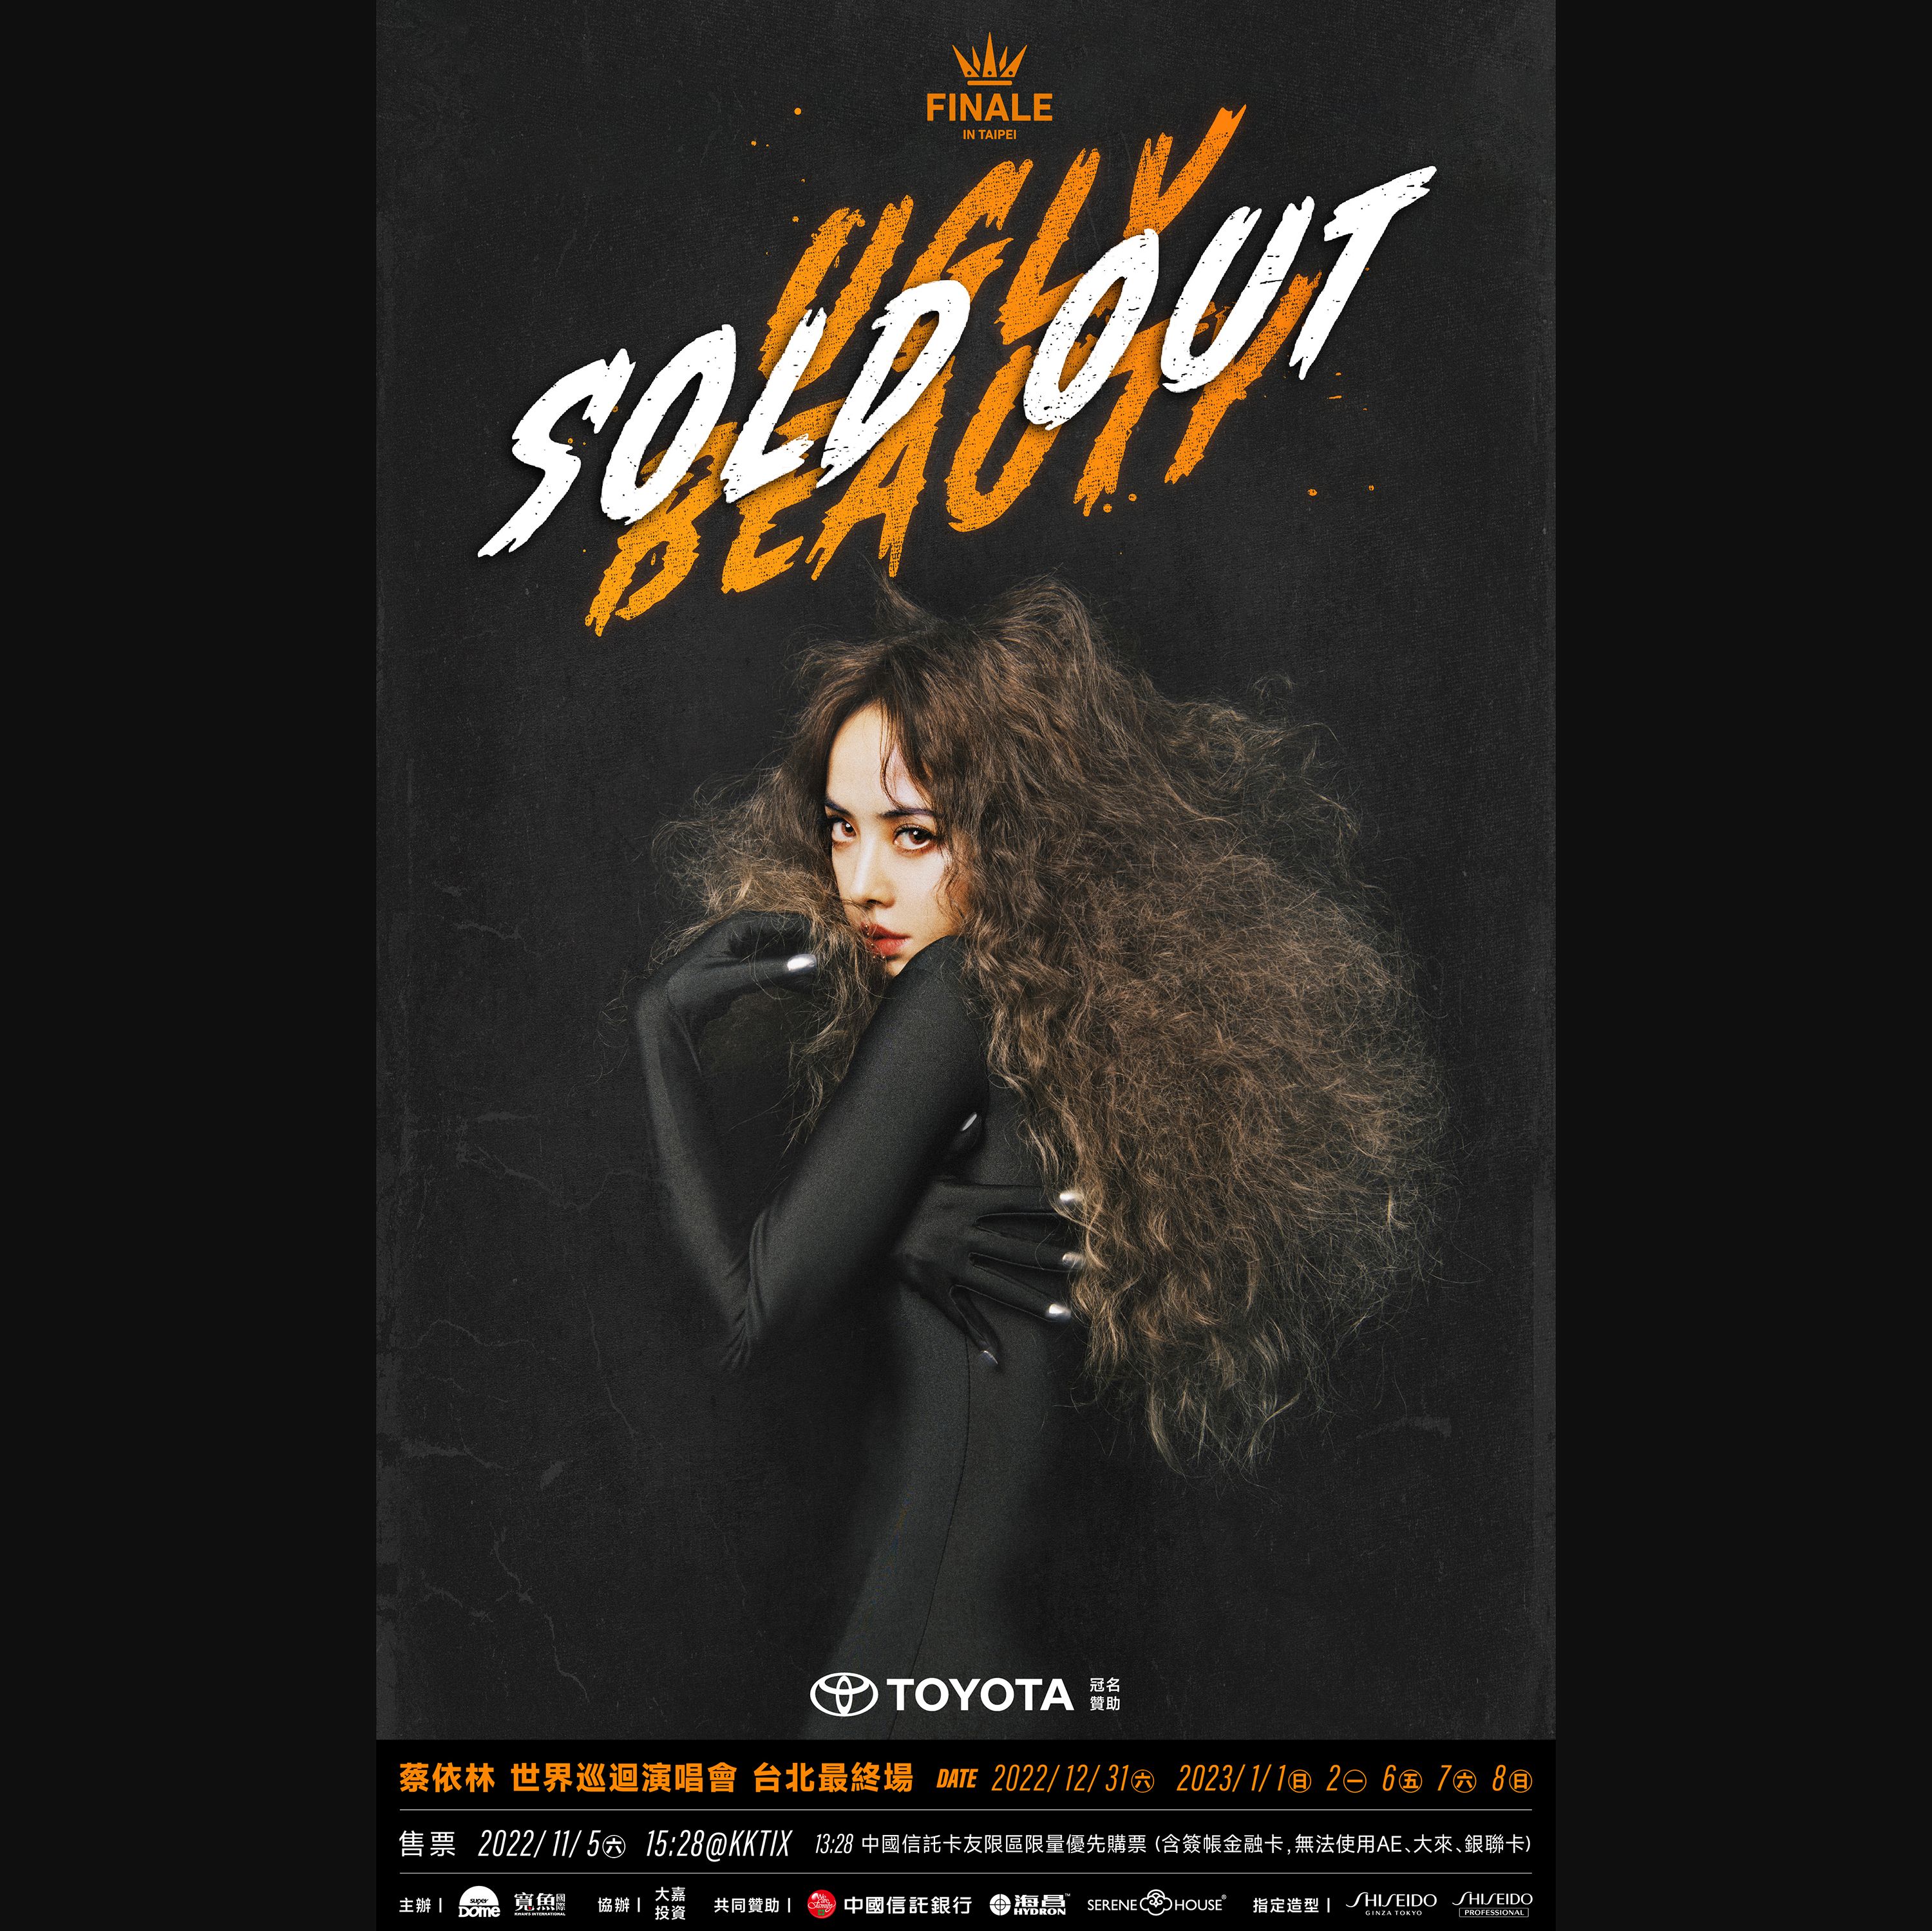 FINALE
IN TAIPEI
UGLY
SOLD OUT
BEAUTY
TOYOTA 冠名
贊助
蔡依林 世界巡迴演唱會 台北最終場 DATE 2022/12/31㊅ 2023/1/1㊐ 2㊀ 6㊄ 7㊅ 8㊐
售票 2022/11/5㊅ 15:28@KKTIX 13:28 中國信託卡友限區限量優先購票 (含簽帳金融卡,無法使用AE、大來、銀聯卡)
主辦 | super DOME 寬魚國際 KHAN'S INTERNATIONAL 協辦 | 大嘉投資 共同贊助 | 中國信託銀行 海昌™ HYDRON SERENE HOUSE® 指定造型 | SHISEIDO GINZA TOKYO SHISEIDO PROFESSIONAL